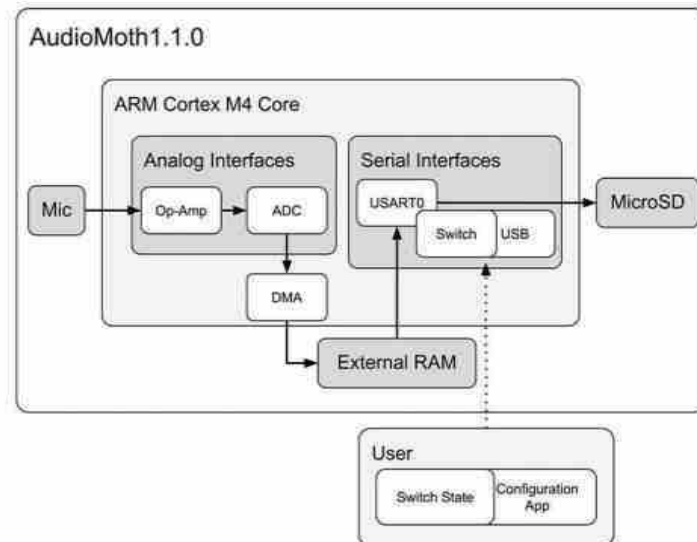 AudioMoth1.1.0
ARM Cortex M4 Core
Analog Interfaces
Serial Interfaces
Mic
Op-Amp
ADC
USART0
Switch
USB
MicroSD
DMA
External RAM
User
Switch State
Configuration
App